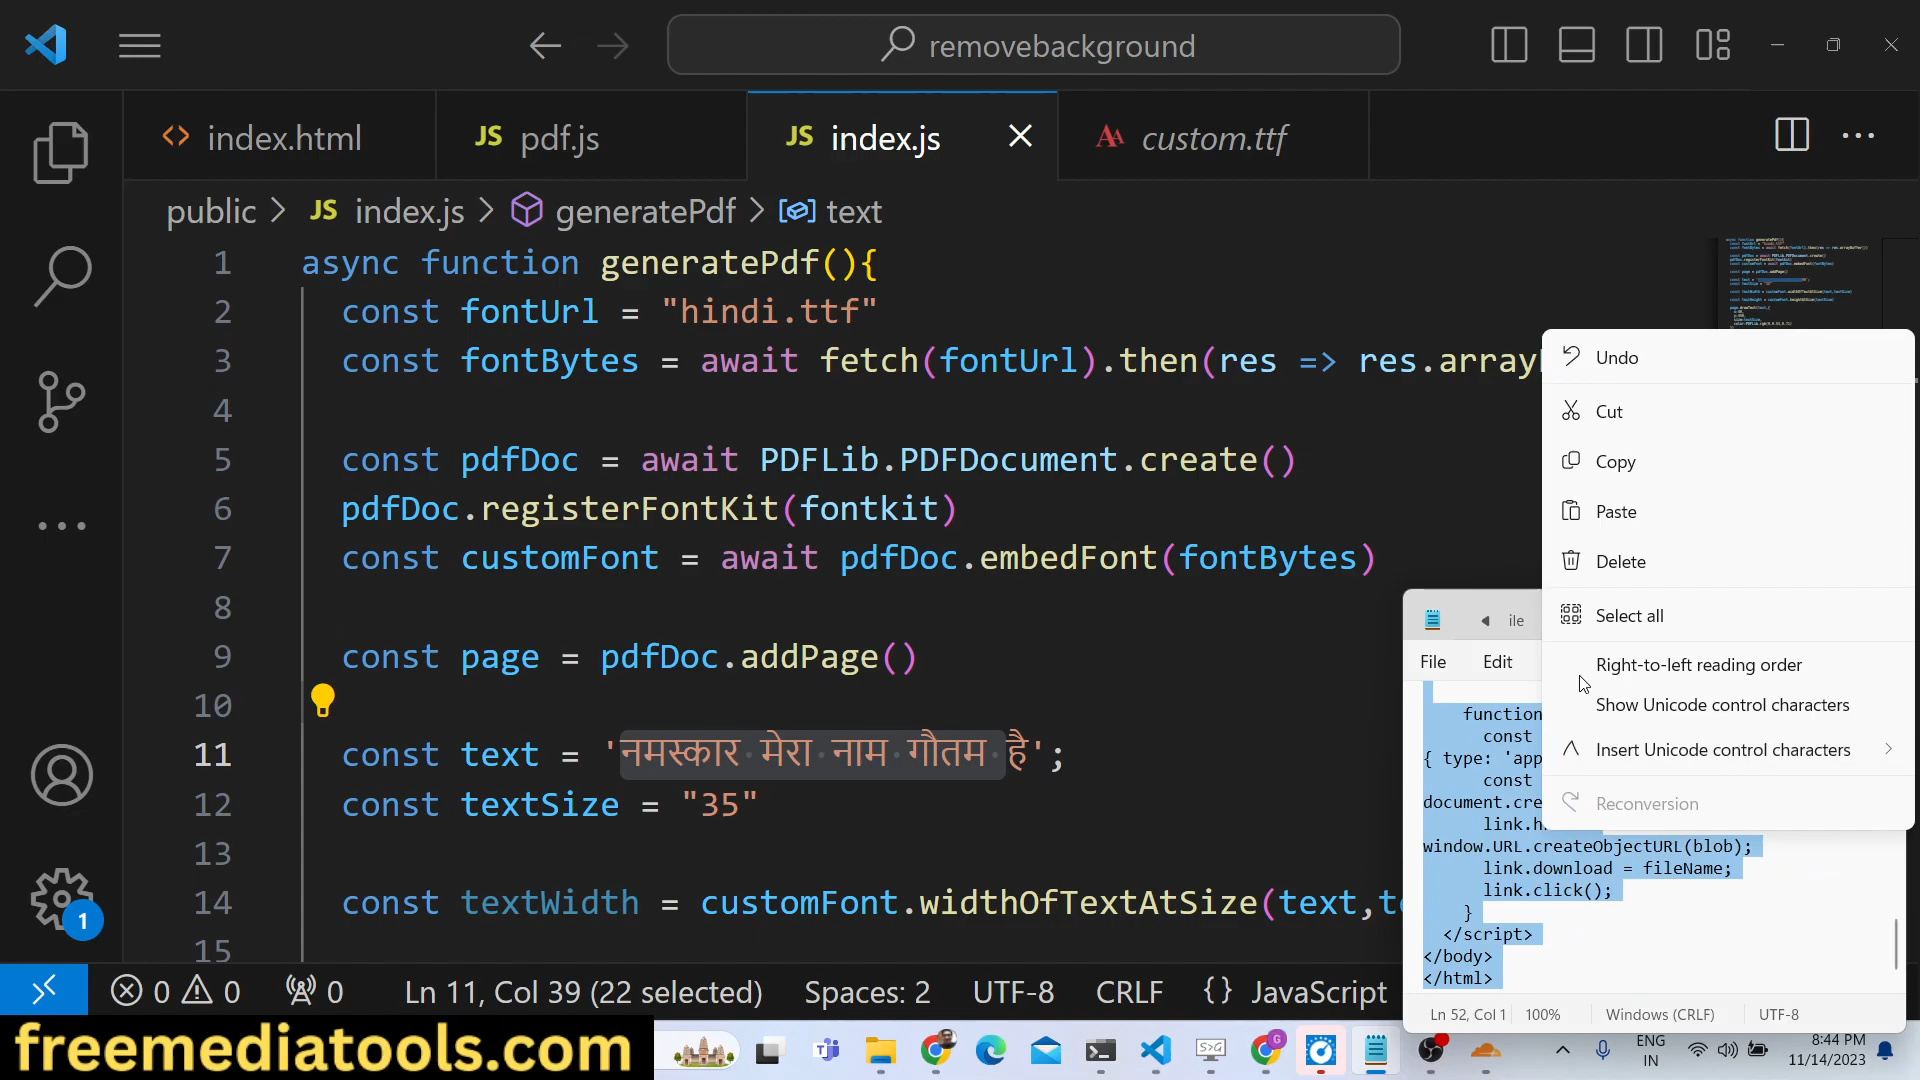 removebackground
index.html
JS pdf.js
JS index.js
custom.ttf
public > JS index.js > generatePdf > text
1 async function generatePdf(){
2 const fontUrl = "hindi.ttf"
3 const fontBytes = await fetch(fontUrl).then(res => res.array
4
5 const pdfDoc = await PDFLib.PDFDocument.create()
6 pdfDoc.registerFontKit(fontkit)
7 const customFont = await pdfDoc.embedFont(fontBytes)
8
9 const page = pdfDoc.addPage()
10
11 const text = 'नमस्कार मेरा नाम गौतम है';
12 const textSize = "35"
13
14 const textWidth = customFont.widthOfTextAtSize(text,t
15
Undo
Cut
Copy
Paste
Delete
Select all
Right-to-left reading order
Show Unicode control characters
Insert Unicode control characters
Reconversion
ile
File Edit
function
const
{ type: 'app
const
document.cre
link.h
window.URL.createObjectURL(blob);
link.download = fileName;
link.click();
}
</script>
</body>
</html>
Ln 52, Col 1 100% Windows (CRLF) UTF-8
1
0 0 0 Ln 11, Col 39 (22 selected) Spaces: 2 UTF-8 CRLF {} JavaScript
freemediatools.com
ENG
IN
8:44 PM
11/14/2023